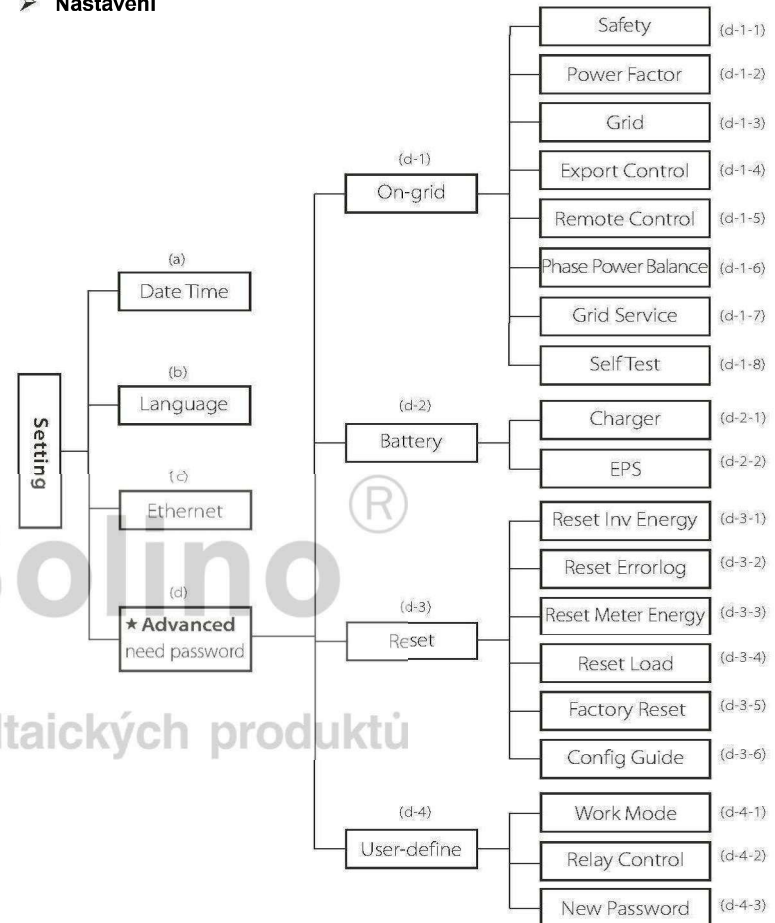 ➢ Nastavení
Setting
(a)
Date Time
(b)
Language
(c)
Ethernet
(d)
★ Advanced
need password
(d-1)
On-grid
Safety (d-1-1)
Power Factor (d-1-2)
Grid (d-1-3)
Export Control (d-1-4)
Remote Control (d-1-5)
Phase Power Balance (d-1-6)
Grid Service (d-1-7)
Self Test (d-1-8)
(d-2)
Battery
Charger (d-2-1)
EPS (d-2-2)
(d-3)
Reset
Reset Inv Energy (d-3-1)
Reset Errorlog (d-3-2)
Reset Meter Energy (d-3-3)
Reset Load (d-3-4)
Factory Reset (d-3-5)
Config Guide (d-3-6)
(d-4)
User-define
Work Mode (d-4-1)
Relay Control (d-4-2)
New Password (d-4-3)
olino ®
ltaických produktů